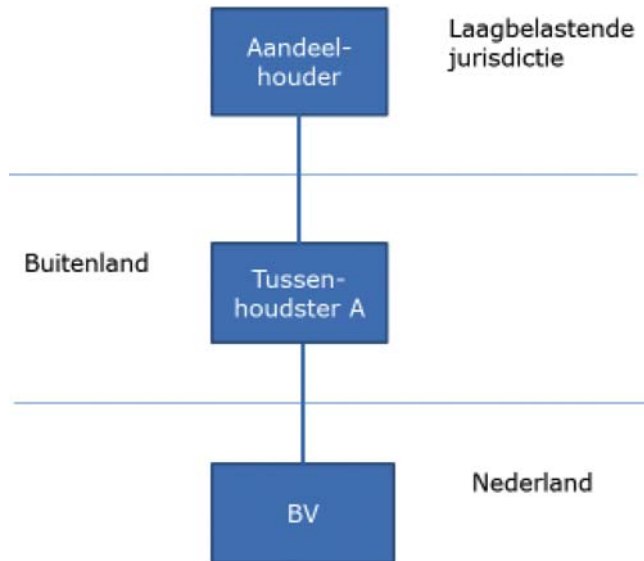 Aandeel-
houder
Laagbelastende
jurisdictie
Buitenland
Tussen-
houdster A
Nederland
BV